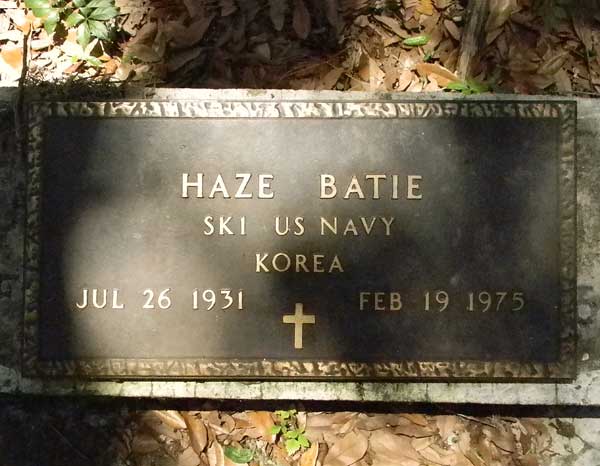 HAZE BATIE
SK1 US NAVY
KOREA
JUL 26 1931 FEB 19 1975